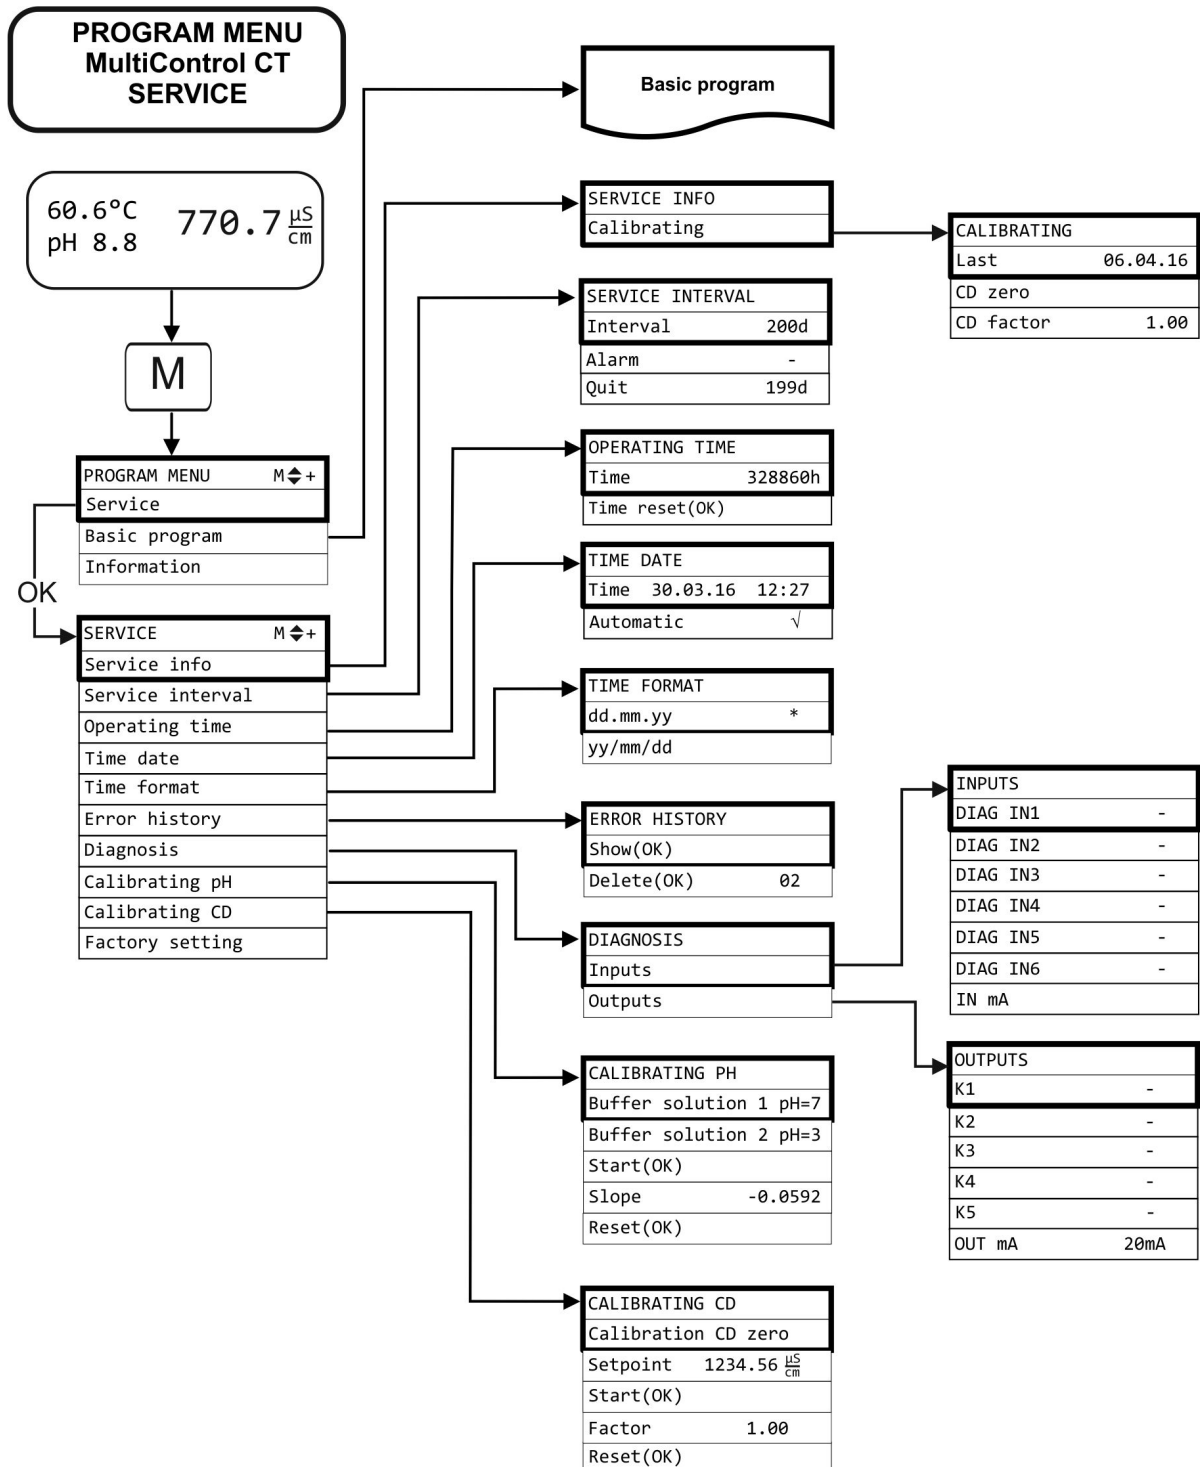 PROGRAM MENU
MultiControl CT
SERVICE
60.6°C
pH 8.8
770.7 µS/cm
M
PROGRAM MENU M+
Service
Basic program
Information
OK
SERVICE M+
Service info
Service interval
Operating time
Time date
Time format
Error history
Diagnosis
Calibrating pH
Calibrating CD
Factory setting
Basic program
SERVICE INFO
Calibrating
CALIBRATING
Last 06.04.16
CD zero
CD factor 1.00
SERVICE INTERVAL
Interval 200d
Alarm -
Quit 199d
OPERATING TIME
Time 328860h
Time reset(OK)
TIME DATE
Time 30.03.16 12:27
Automatic √
TIME FORMAT
dd.mm.yy *
yy/mm/dd
ERROR HISTORY
Show(OK)
Delete(OK) 02
DIAGNOSIS
Inputs
Outputs
INPUTS
DIAG IN1 -
DIAG IN2 -
DIAG IN3 -
DIAG IN4 -
DIAG IN5 -
DIAG IN6 -
IN mA
OUTPUTS
K1 -
K2 -
K3 -
K4 -
K5 -
OUT mA 20mA
CALIBRATING PH
Buffer solution 1 pH=7
Buffer solution 2 pH=3
Start(OK)
Slope -0.0592
Reset(OK)
CALIBRATING CD
Calibration CD zero
Setpoint 1234.56 µS/cm
Start(OK)
Factor 1.00
Reset(OK)